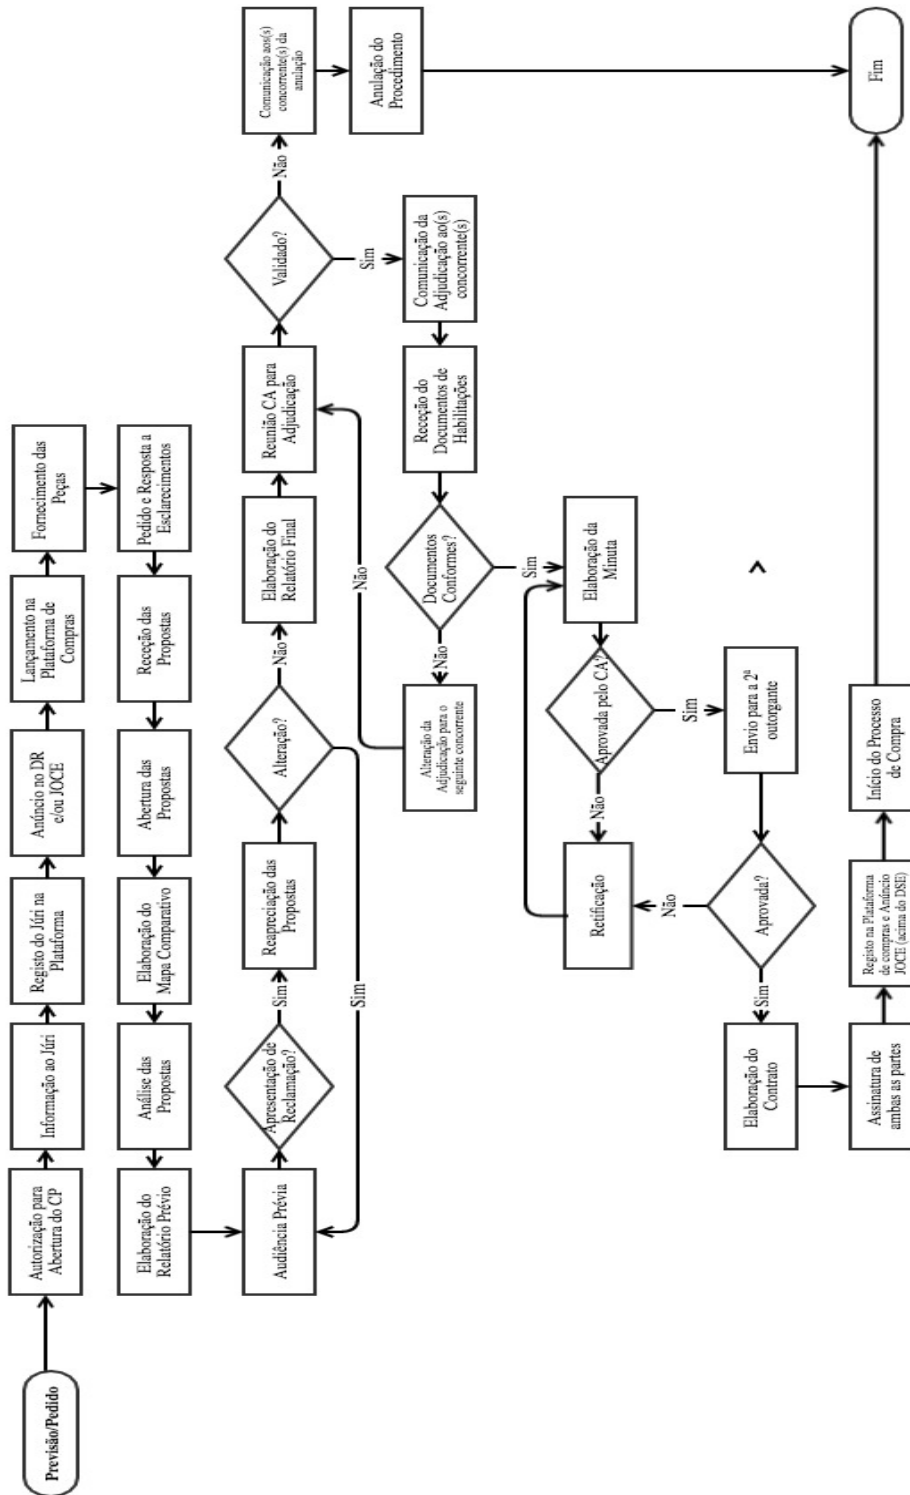 Previsão/Pedido
Autorização para
Abertura do CP
Informação ao Júri
Registo do Júri na
Plataforma
Anúncio no DR
e/ou JOCE
Lançamento na
Plataforma de
Compras
Fornecimento das
Peças
Pedido e Resposta a
Esclarecimentos
Receção das
Propostas
Abertura das
Propostas
Elaboração do
Mapa Comparativo
Análise das
Propostas
Elaboração do
Relatório Prévio
Audiência Prévia
Apresentação de
Reclamação?
Sim
Reapreciação das
Propostas
Alteração?
Sim
Não
Elaboração do
Relatório Final
Reunião CA para
Adjudicação
Validado?
Não
Comunicação aos(s)
concorrente(s) da
anulação
Anulação do
Procedimento
Sim
Comunicação da
Adjudicação ao(s)
concorrente(s)
Receção do
Documentos de
Habilitações
Documentos
Conformes?
Não
Alteração da
Adjudicação para o
seguinte concorrente
Não
Sim
Elaboração da
Minuta
Aprovada pelo CA?
Não
Retificação
Sim
Envio para a 2ª
outorgante
Aprovada?
Não
Sim
Elaboração do
Contrato
Assinatura de
ambas as partes
Registo na Plataforma
de compras e Anúncio
JOCE (acima do DSE)
Início do Processo
de Compra
Fim